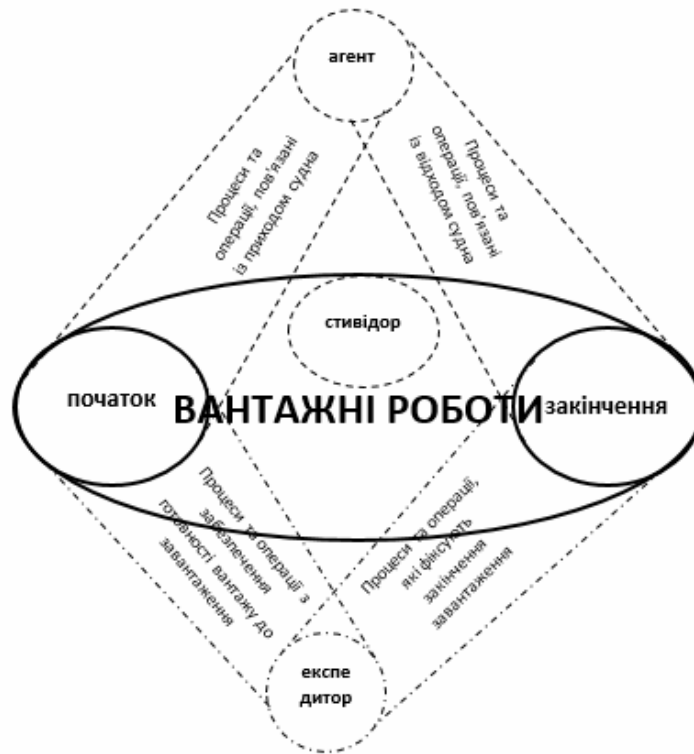 агент
Процеси та
операції, пов'язані
із приходом судна
Процеси та
операції, пов'язані
із відходом судна
стивідор
початок
ВАНТАЖНІ РОБОТИ
закінчення
Процеси та операції з
забезпечення
готовності вантажу до
завантаження
Процеси та операції,
які фіксують
закінчення
завантаження
експе
дитор